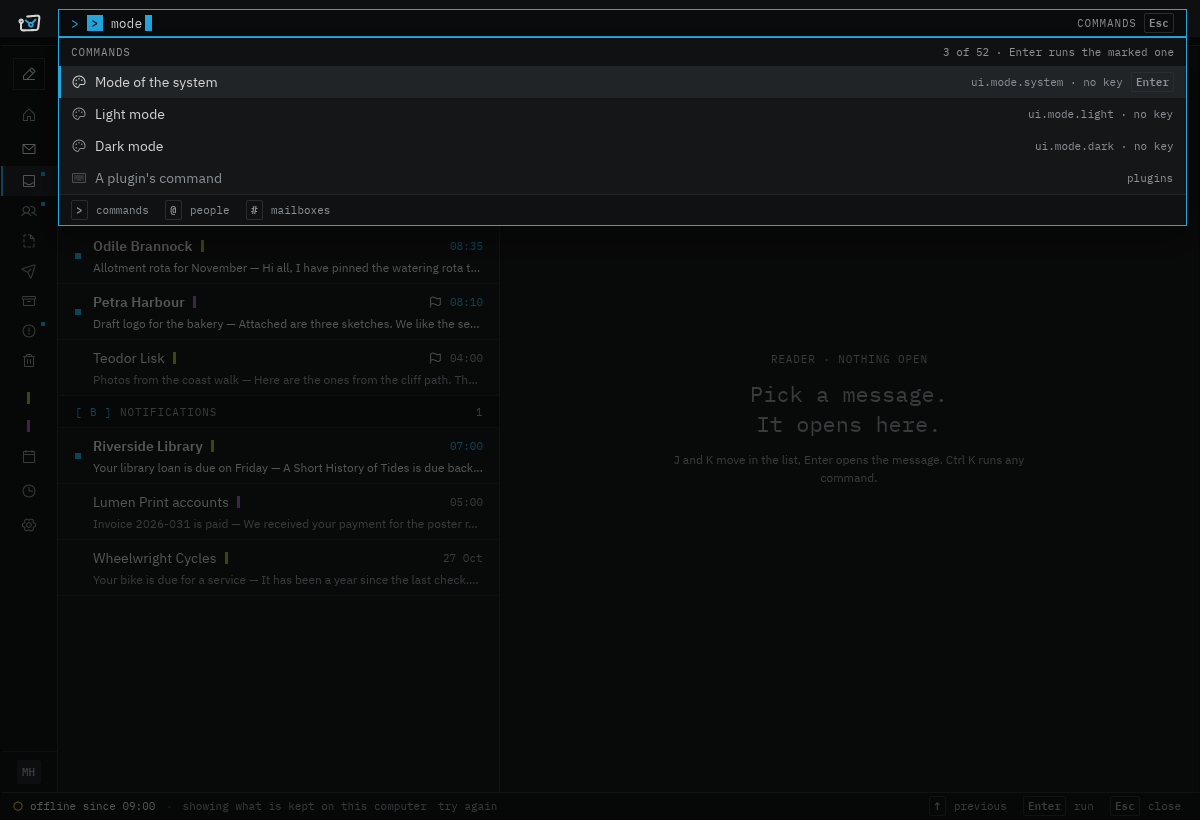 > > mode COMMANDS Esc
COMMANDS 3 of 52 · Enter runs the marked one
Mode of the system ui.mode.system · no key Enter
Light mode ui.mode.light · no key
Dark mode ui.mode.dark · no key
A plugin's command plugins
> commands @ people # mailboxes
Odile Brannock 08:35
Allotment rota for November — Hi all, I have pinned the watering rota t...
Petra Harbour 08:10
Draft logo for the bakery — Attached are three sketches. We like the se...
Teodor Lisk 04:00
Photos from the coast walk — Here are the ones from the cliff path. Th...
[ B ] NOTIFICATIONS 1
Riverside Library 07:00
Your library loan is due on Friday — A Short History of Tides is due back...
Lumen Print accounts 05:00
Invoice 2026-031 is paid — We received your payment for the poster r...
Wheelwright Cycles 27 Oct
Your bike is due for a service — It has been a year since the last check....
READER · NOTHING OPEN
Pick a message.
It opens here.
J and K move in the list, Enter opens the message. Ctrl K runs any
command.
MH
offline since 09:00 · showing what is kept on this computer try again
↑ previous Enter run Esc close